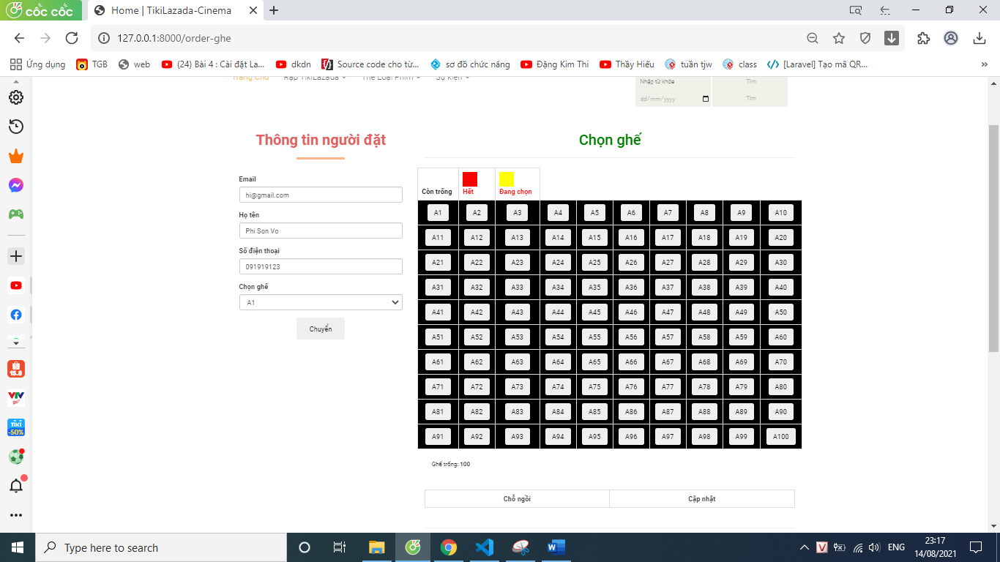 cốc cốc
Home | TikiLazada-Cinema
127.0.0.1:8000/order-ghe
Ứng dụng TGB web (24) Bài 4 : Cài đặt La... dkdn Source code cho từ... sơ đồ chức năng Đặng Kim Thi Thầy Hiếu tuần tjw class [Laravel] Tạo mã QR... »
Trang Chủ Rạp TikiLazada Thể Loại Phim Sự kiện
Nhập từ khóa Tìm
dd/mm/yyyy Tìm
Thông tin người đặt
Email
hi@gmail.com
Họ tên
Phi Son Vo
Số điện thoại
091919123
Chọn ghế
A1
Chuyển
Chọn ghế
Còn trống Hết Đang chọn
A1 A2 A3 A4 A5 A6 A7 A8 A9 A10
A11 A12 A13 A14 A15 A16 A17 A18 A19 A20
A21 A22 A23 A24 A25 A26 A27 A28 A29 A30
A31 A32 A33 A34 A35 A36 A37 A38 A39 A40
A41 A42 A43 A44 A45 A46 A47 A48 A49 A50
A51 A52 A53 A54 A55 A56 A57 A58 A59 A60
A61 A62 A63 A64 A65 A66 A67 A68 A69 A70
A71 A72 A73 A74 A75 A76 A77 A78 A79 A80
A81 A82 A83 A84 A85 A86 A87 A88 A89 A90
A91 A92 A93 A94 A95 A96 A97 A98 A99 A100
Ghế trống: 100
Chỗ ngồi Cập nhật
15.8
VTV
go
TIKI
-50%
Type here to search
V
ENG
23:17
14/08/2021